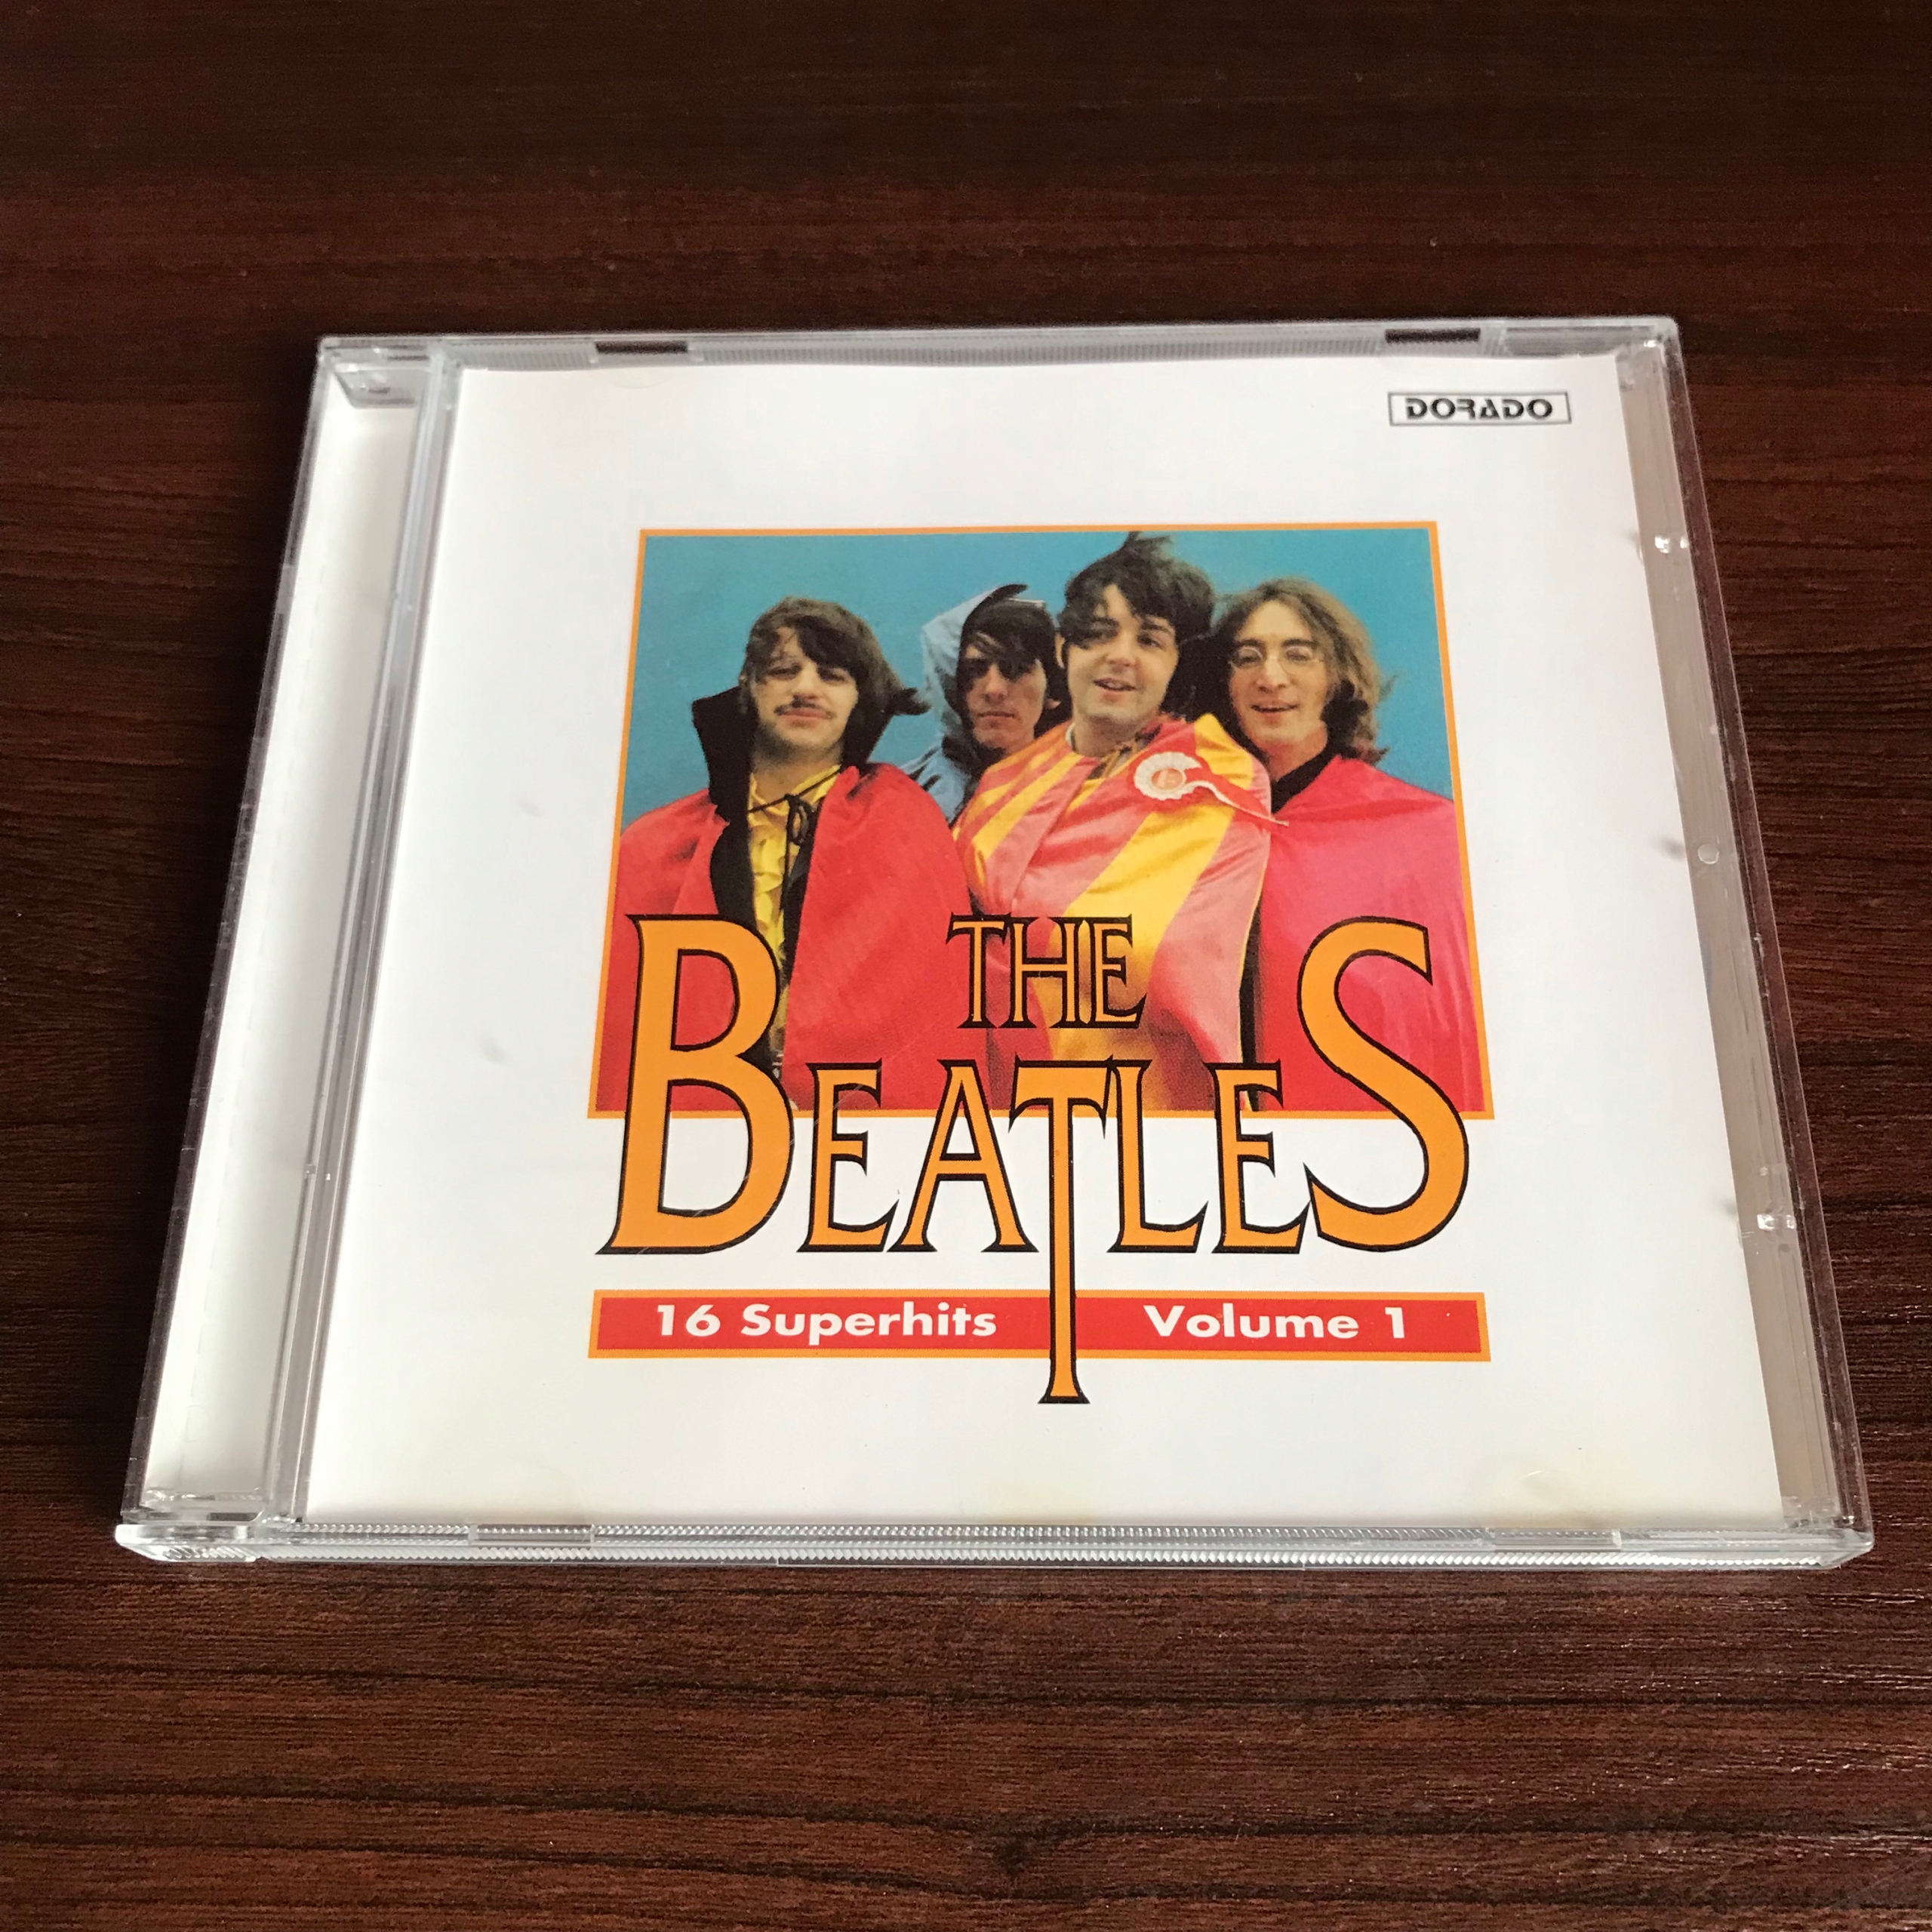 DORADO
THE
BEATLES
16 Superhits Volume 1